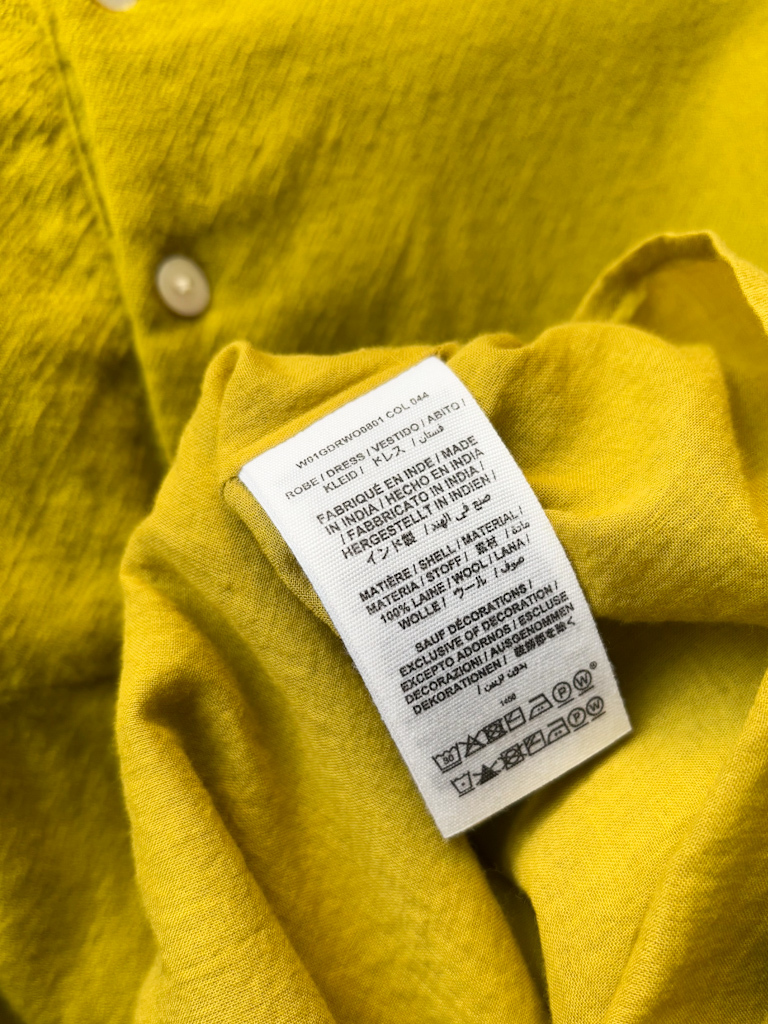 W01GDRWO0801 COL 044
ROBE / DRESS / VESTIDO / ABITO /
KLEID / ドレス / فستان
FABRIQUÉ EN INDE / MADE
IN INDIA / HECHO EN INDIA
/ FABBRICATO IN INDIA /
HERGESTELLT IN INDIEN /
インド製 / صنع في الهند
MATIÈRE / SHELL / MATERIAL /
MATERIA / STOFF / 素材 / مادة
100% LAINE / WOOL / LANA /
WOLLE / ウール / صوف
SAUF DÉCORATIONS /
EXCLUSIVE OF DECORATION /
EXCEPTO ADORNOS / ESCLUSE
DECORAZIONI / AUSGENOMMEN
DEKORATIONEN / 装飾部を除く
/ بدون تزيين
P W
P W